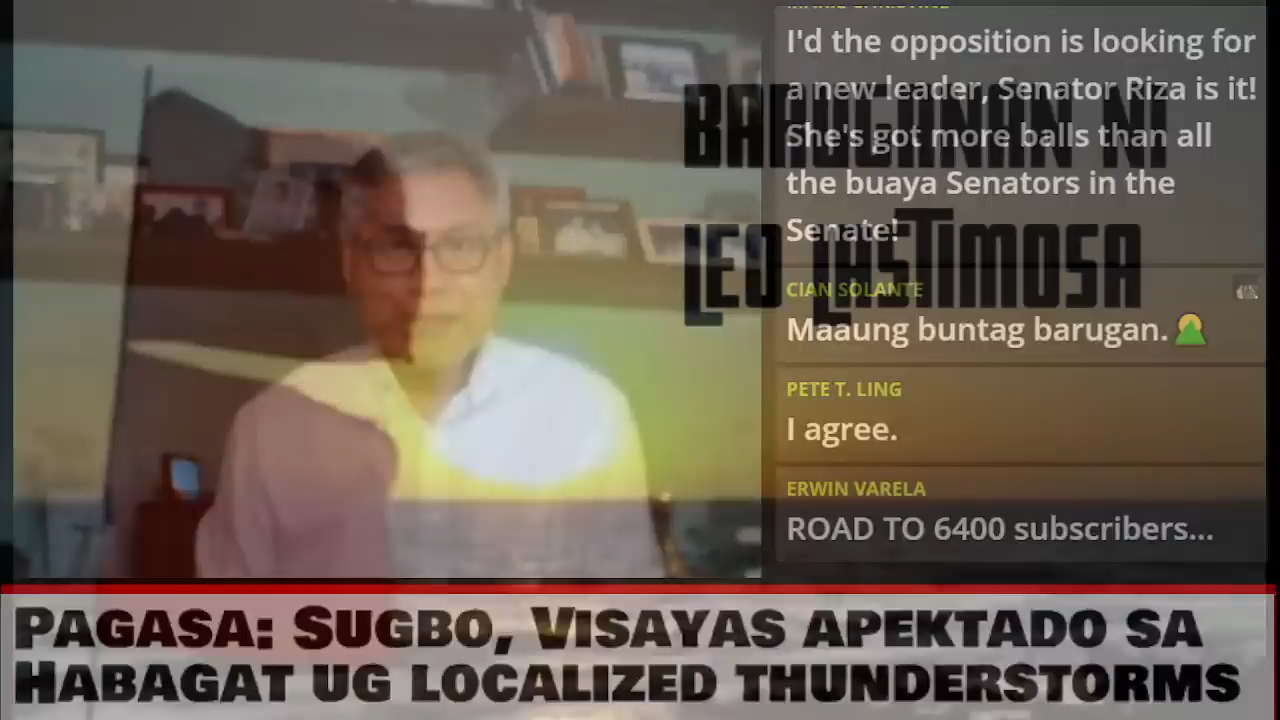 I'd the opposition is looking for
a new leader, Senator Riza is it!
She's got more balls than all
the buaya Senators in the
Senate!
CIAN SOLANTE
Maaung buntag barugan.
PETE T. LING
I agree.
ERWIN VARELA
ROAD TO 6400 subscribers...
BARUGANAN NI
LEO LASTIMOSA
PAGASA: SUGBO, VISAYAS APEKTADO SA
HABAGAT UG LOCALIZED THUNDERSTORMS